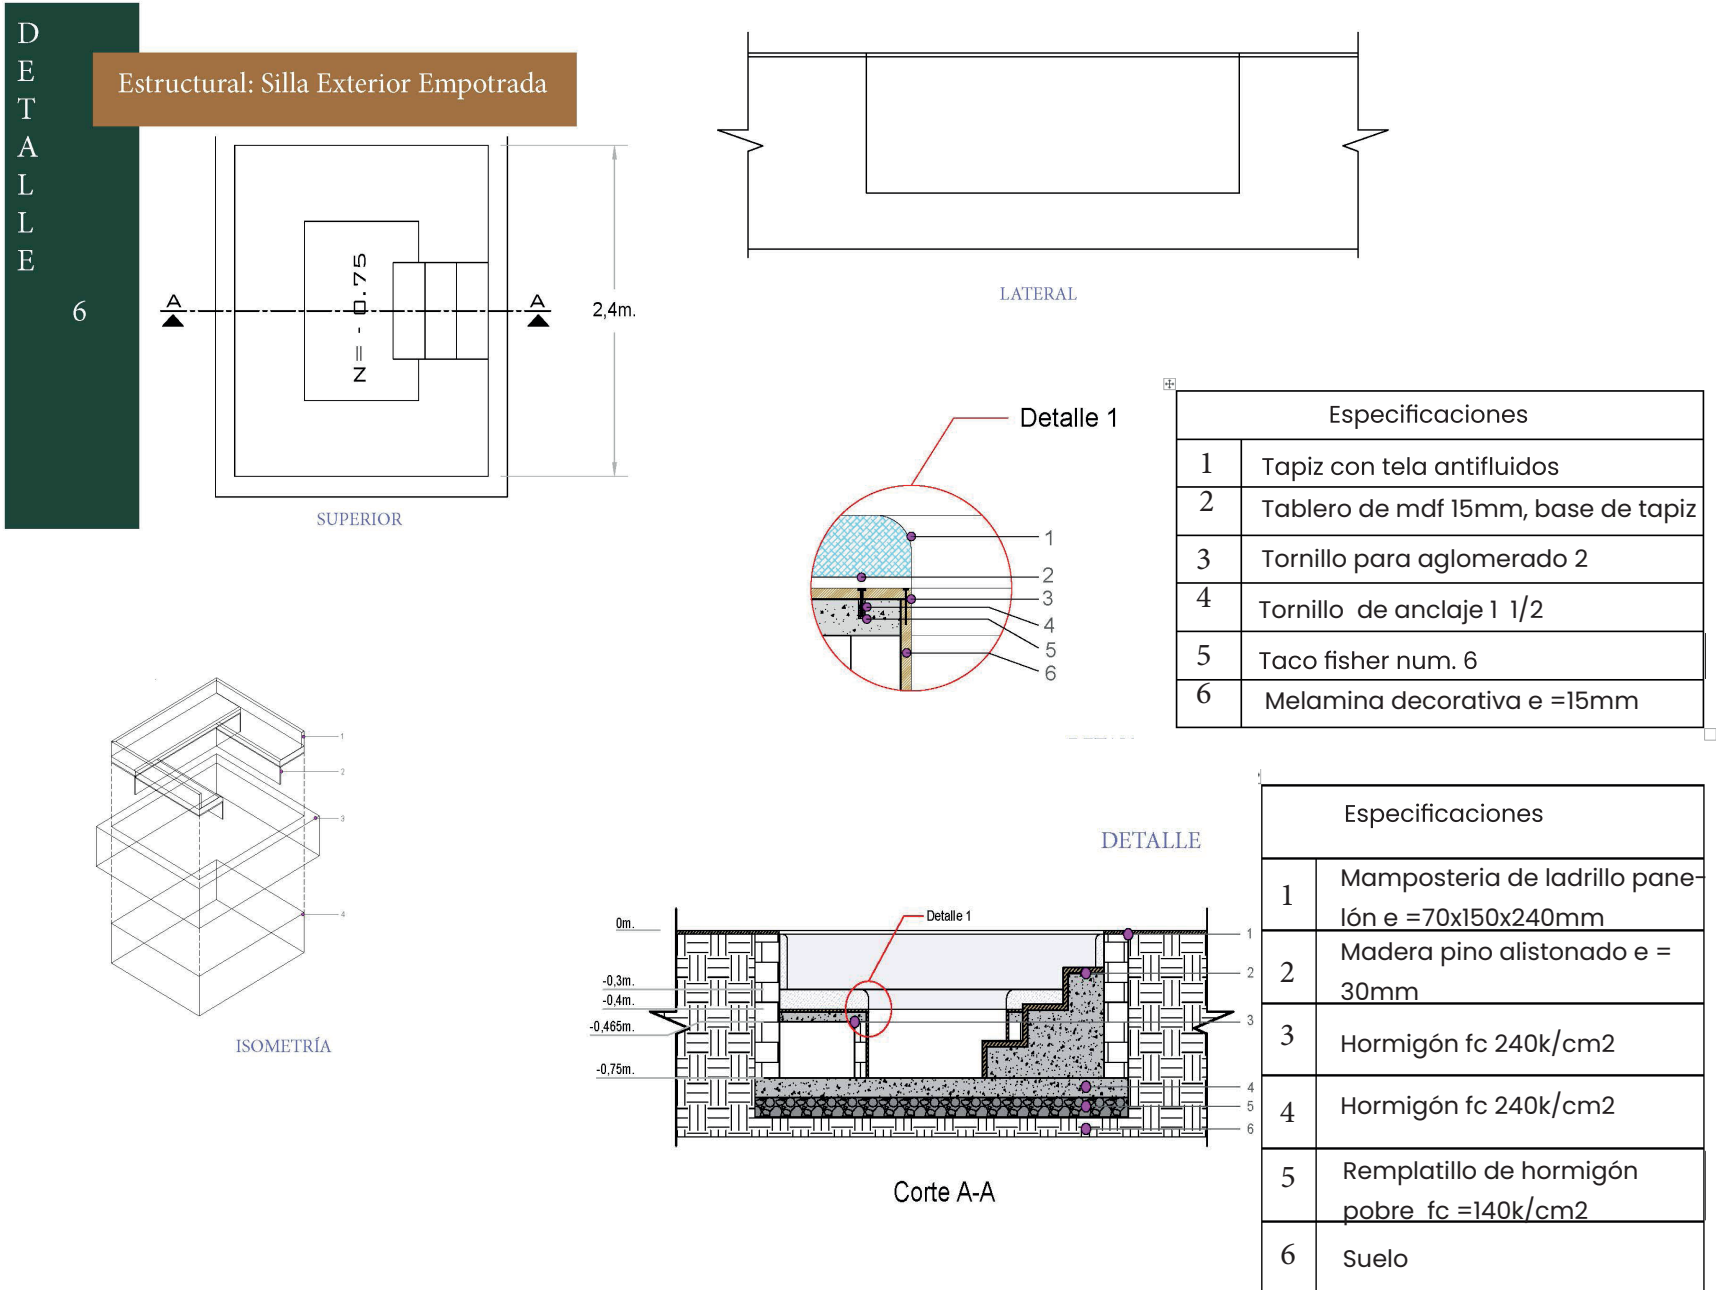 D
E
T
A
L
L
E
6
Estructural: Silla Exterior Empotrada
A
A
N= - 0.75
2,4m.
SUPERIOR
LATERAL
Detalle 1
1
2
3
4
5
6
Especificaciones
1 Tapiz con tela antifluidos
2 Tablero de mdf 15mm, base de tapiz
3 Tornillo para aglomerado 2
4 Tornillo de anclaje 1 1/2
5 Taco fisher num. 6
6 Melamina decorativa e =15mm
1
2
3
4
ISOMETRÍA
DETALLE
0m.
-0,3m.
-0,4m.
-0,465m.
-0,75m.
Detalle 1
1
2
3
4
5
6
Corte A-A
Especificaciones
1 Mamposteria de ladrillo pane-
lón e =70x150x240mm
2 Madera pino alistonado e =
30mm
3 Hormigón fc 240k/cm2
4 Hormigón fc 240k/cm2
5 Remplatillo de hormigón
pobre fc =140k/cm2
6 Suelo